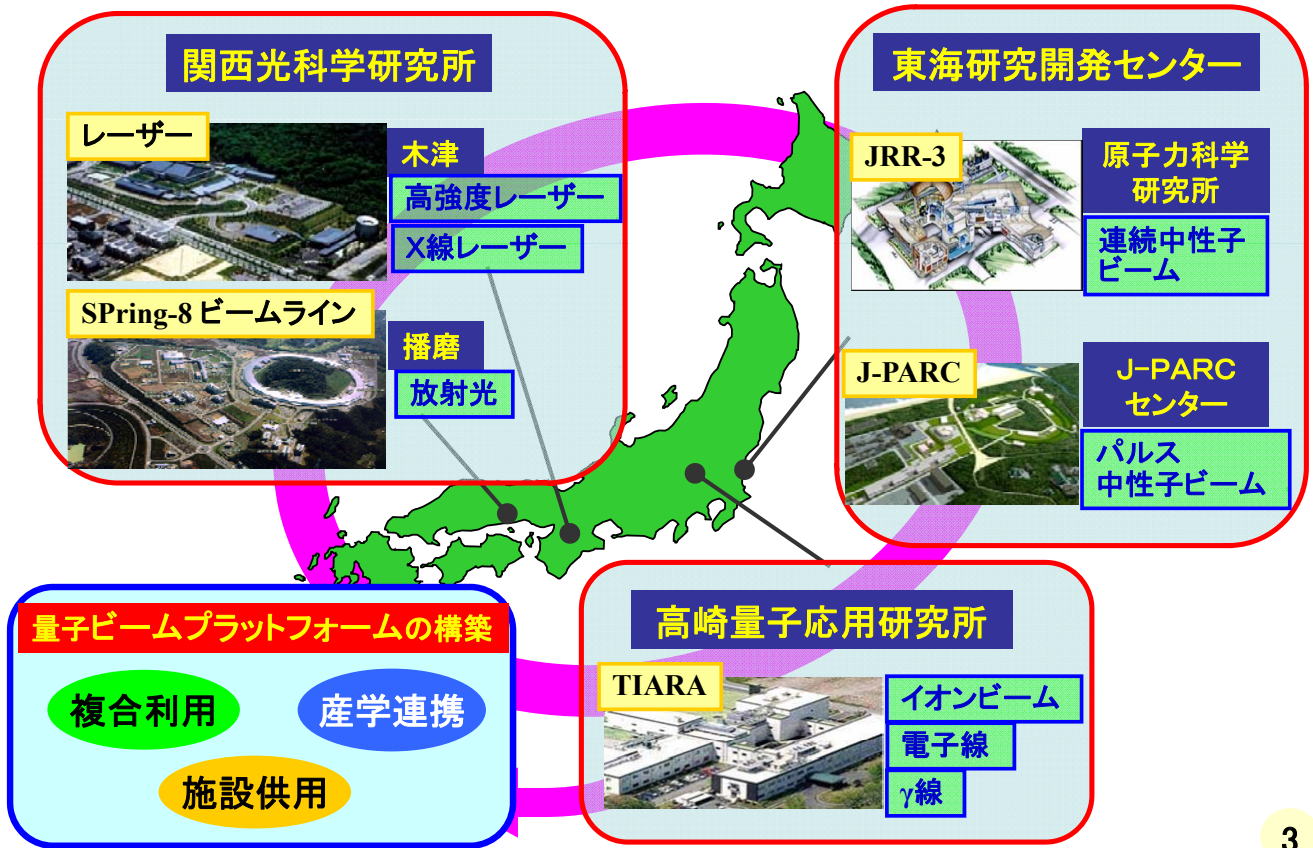 関西光科学研究所
レーザー
木津
高強度レーザー
X線レーザー
SPring-8 ビームライン
播磨
放射光
東海研究開発センター
JRR-3
原子力科学
研究所
連続中性子
ビーム
J-PARC
J-PARC
センター
パルス
中性子ビーム
高崎量子応用研究所
TIARA
イオンビーム
電子線
γ線
量子ビームプラットフォームの構築
複合利用
産学連携
施設供用
3